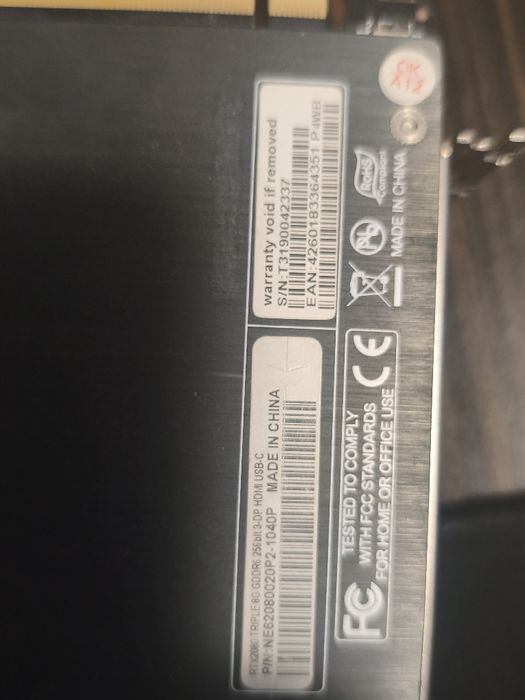 warranty void if removed
S/N:T3190042337
EAN:4260183364351 P4WB
RTX2080 TRIPLE 8G GDDR6 256bit 3-DP HDMI USB-C
P/N:NE62080020P2-1040P MADE IN CHINA
RoHS
Compliant
Pb
MADE IN CHINA
FC
TESTED TO COMPLY
WITH FCC STANDARDS
FOR HOME OR OFFICE USE
CE
OK